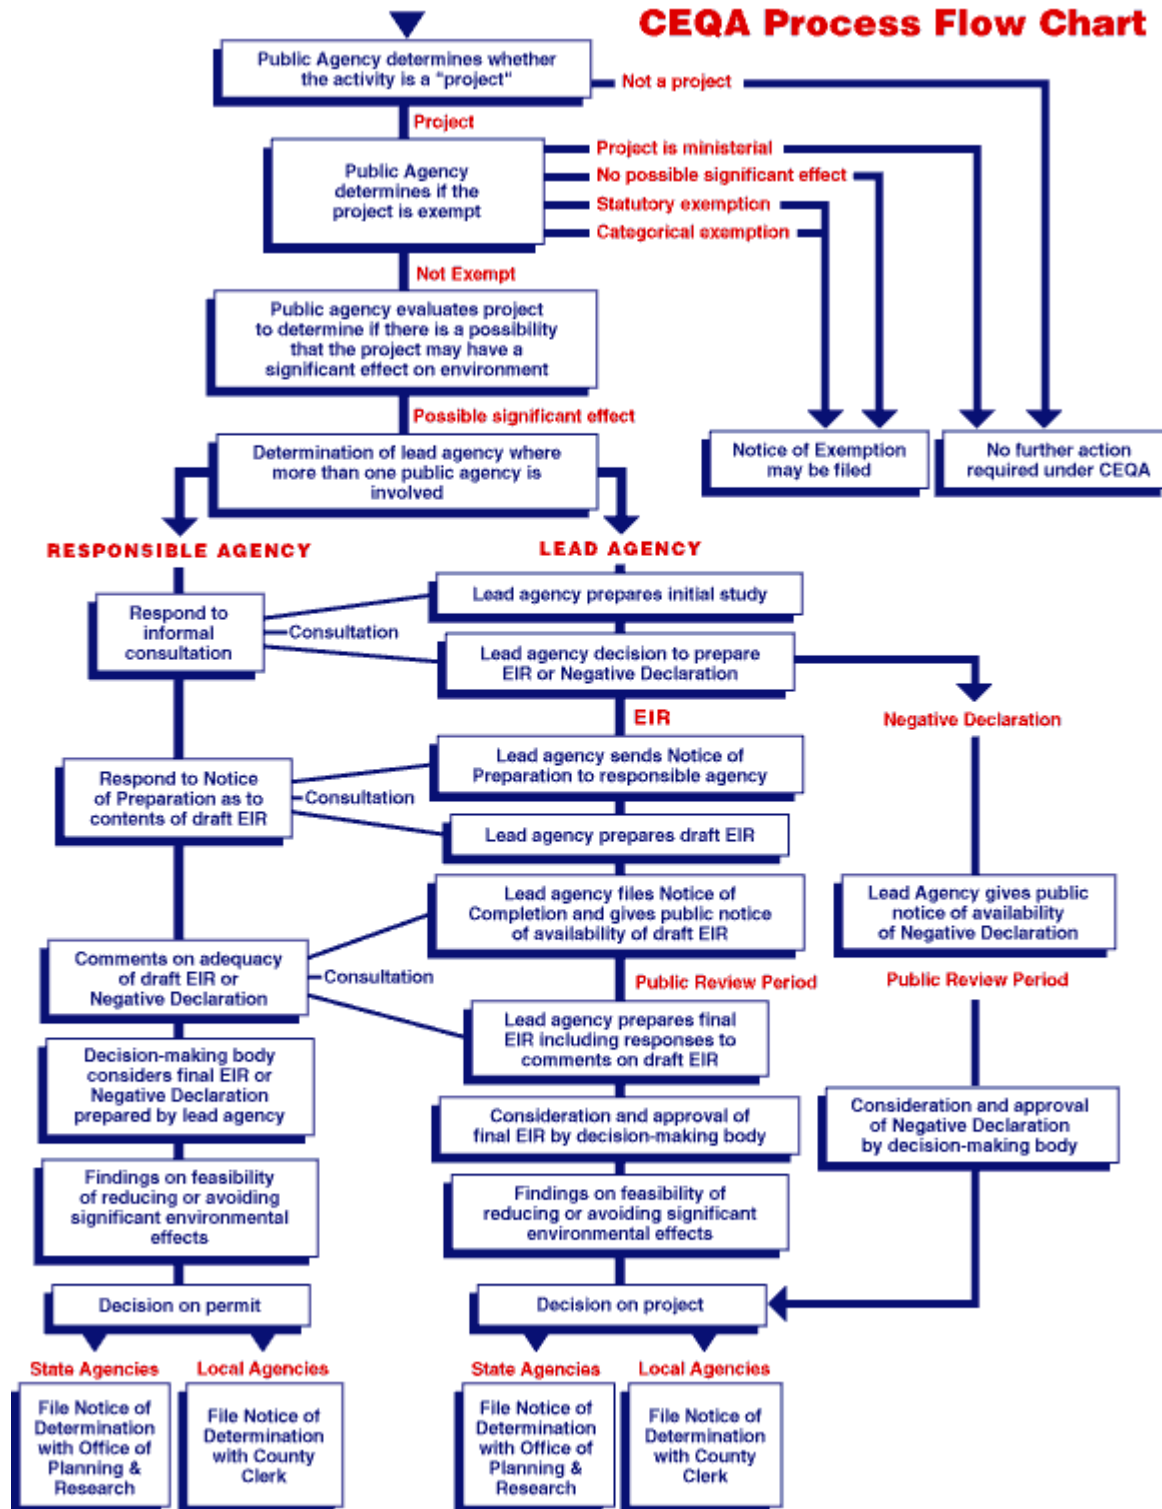 CEQA Process Flow Chart
Public Agency determines whether
the activity is a "project"
Not a project
Project
Public Agency
determines if the
project is exempt
Project is ministerial
No possible significant effect
Statutory exemption
Categorical exemption
Not Exempt
Public agency evaluates project
to determine if there is a possibility
that the project may have a
significant effect on environment
Possible significant effect
Notice of Exemption
may be filed
No further action
required under CEQA
Determination of lead agency where
more than one public agency is
involved
RESPONSIBLE AGENCY
LEAD AGENCY
Respond to
informal
consultation
Consultation
Lead agency prepares initial study
Lead agency decision to prepare
EIR or Negative Declaration
EIR
Negative Declaration
Respond to Notice
of Preparation as to
contents of draft EIR
Consultation
Lead agency sends Notice of
Preparation to responsible agency
Lead agency prepares draft EIR
Lead agency files Notice of
Completion and gives public notice
of availability of draft EIR
Lead Agency gives public
notice of availability
of Negative Declaration
Comments on adequacy
of draft EIR or
Negative Declaration
Consultation
Public Review Period
Public Review Period
Lead agency prepares final
EIR including responses to
comments on draft EIR
Decision-making body
considers final EIR or
Negative Declaration
prepared by lead agency
Consideration and approval of
final EIR by decision-making body
Consideration and approval
of Negative Declaration
by decision-making body
Findings on feasibility
of reducing or avoiding
significant environmental
effects
Findings on feasibility of
reducing or avoiding significant
environmental effects
Decision on permit
Decision on project
State Agencies
Local Agencies
State Agencies
Local Agencies
File Notice of
Determination
with Office of
Planning &
Research
File Notice of
Determination
with County
Clerk
File Notice of
Determination
with Office of
Planning &
Research
File Notice of
Determination
with County
Clerk